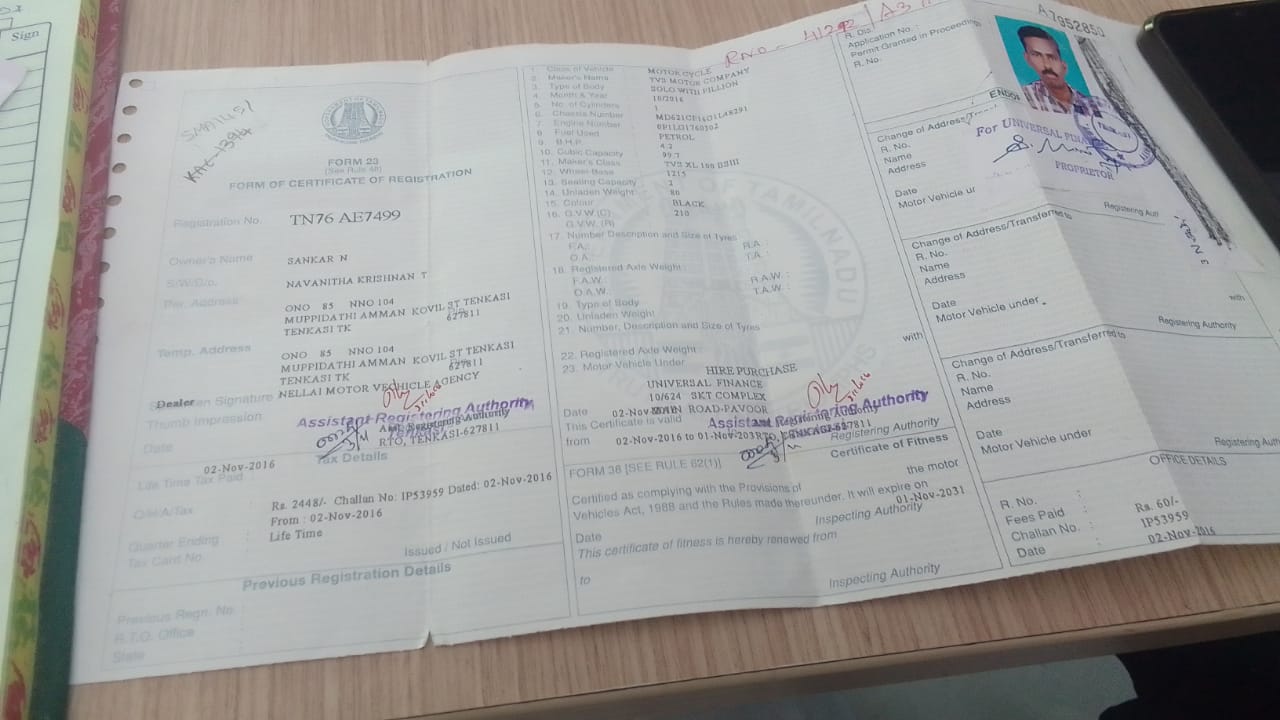 Sign
RNO - 412
A7952850
FORM 23
(See Rule 48)
FORM OF CERTIFICATE OF REGISTRATION
Registration No. TN76 AE7499
Owner's Name SANKAR N
S/W/D/o. NAVANITHA KRISHNAN T
Per. Address ONO 85 NNO 104
MUPPIDATHI AMMAN KOVIL ST TENKASI
TENKASI TK 627811
Temp. Address ONO 85 NNO 104
MUPPIDATHI AMMAN KOVIL ST TENKASI
TENKASI TK 627811
Dealer NELLAI MOTOR VEHICLE AGENCY
Signature
Thumb Impression
Assistant Registering Authority
Registering Authority
Date RTO, TENKASI-627811
02-Nov-2016
Tax Details
Life Time Tax Paid :
Rs. 2448/- Challan No: IP53959 Dated: 02-Nov-2016
Q/H/A/Tax From : 02-Nov-2016
Quarter Ending : Life Time
Tax Card No. Issued / Not Issued
Previous Registration Details
Previous Regn. No. :
R.T.O. Office
State
1. Class of Vehicle MOTOR CYCLE
2. Maker's Name TVS MOTOR COMPANY
3. Type of Body SOLO WITH PILLION
4. Month & Year 10/2016
5. No. of Cylinders 1
6. Chassis Number
7. Engine Number
8. Fuel Used PETROL
9. B.H.P. 4.2
10. Cubic Capacity 99.7
11. Maker's Class TVS XL 100 BSIII
12. Wheel Base 1215
13. Seating Capacity 2
14. Unladen Weight 80
15. Colour BLACK
16. G.V.W.(C) 210
G.V.W. (R)
17. Number Description and Size of Tyres
F.A.: R.A :
O.A.: T.A. :
18. Registered Axle Weight :
F.A.W.: R.A.W. :
O.A.W.: T.A.W. :
19. Type of Body
20. Unladen Weight
21. Number, Description and Size of Tyres
22. Registered Axle Weight :
23. Motor Vehicle Under : HIRE PURCHASE with
UNIVERSAL FINANCE
10/624 SKT COMPLEX
Date 02-Nov-2016 MAIN ROAD-PAVOOR
This Certificate is valid
Assistant Registering Authority
from 02-Nov-2016 to 01-Nov-2031
RTO, TENKASI-627811
Registering Authority
FORM 38 [SEE RULE 62(1)] Certificate of Fitness
Certified as complying with the Provisions of the motor
Vehicles Act, 1988 and the Rules made thereunder. It will expire on
01-Nov-2031
Date Inspecting Authority
This certificate of fitness is hereby renewed from
to
Inspecting Authority
R. Dis.
Application No. :
Permit Granted in Proceeding
R. No.
Change of Address/
R. No.
Name
Address
For UNIVERSAL FINANCE
PROPRIETOR
Date
Motor Vehicle
Registering
Change of Address/Transferred to
R. No.
Name
Address
Date
Motor Vehicle under
with
Registering Authority
Change of Address/Transferred to
R. No.
Name
Address
Date
Motor Vehicle under
Registering
OFFICE DETAILS
R. No. :
Fees Paid : Rs. 60/-
Challan No. : IP53959
Date : 02-Nov-2016
GOVERNMENT OF TAMILNADU